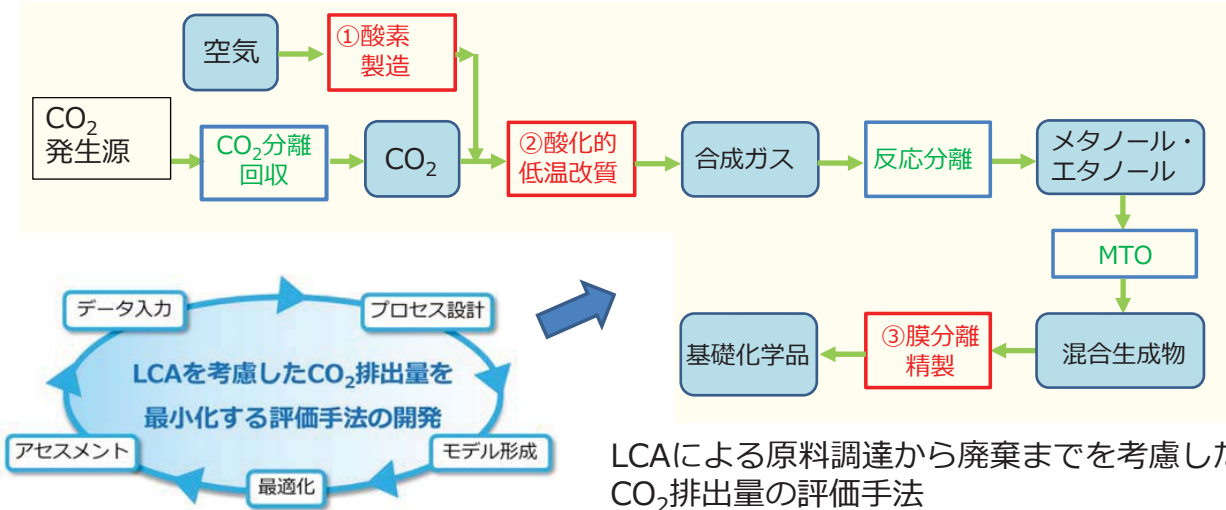 空気
①酸素
製造
CO₂
発生源
CO₂分離
回収
CO₂
②酸化的
低温改質
合成ガス
反応分離
メタノール・
エタノール
MTO
混合生成物
③膜分離
精製
基礎化学品
データ入力
プロセス設計
LCAを考慮したCO₂排出量を
最小化する評価手法の開発
アセスメント
モデル形成
最適化
LCAによる原料調達から廃棄までを考慮した
CO₂排出量の評価手法